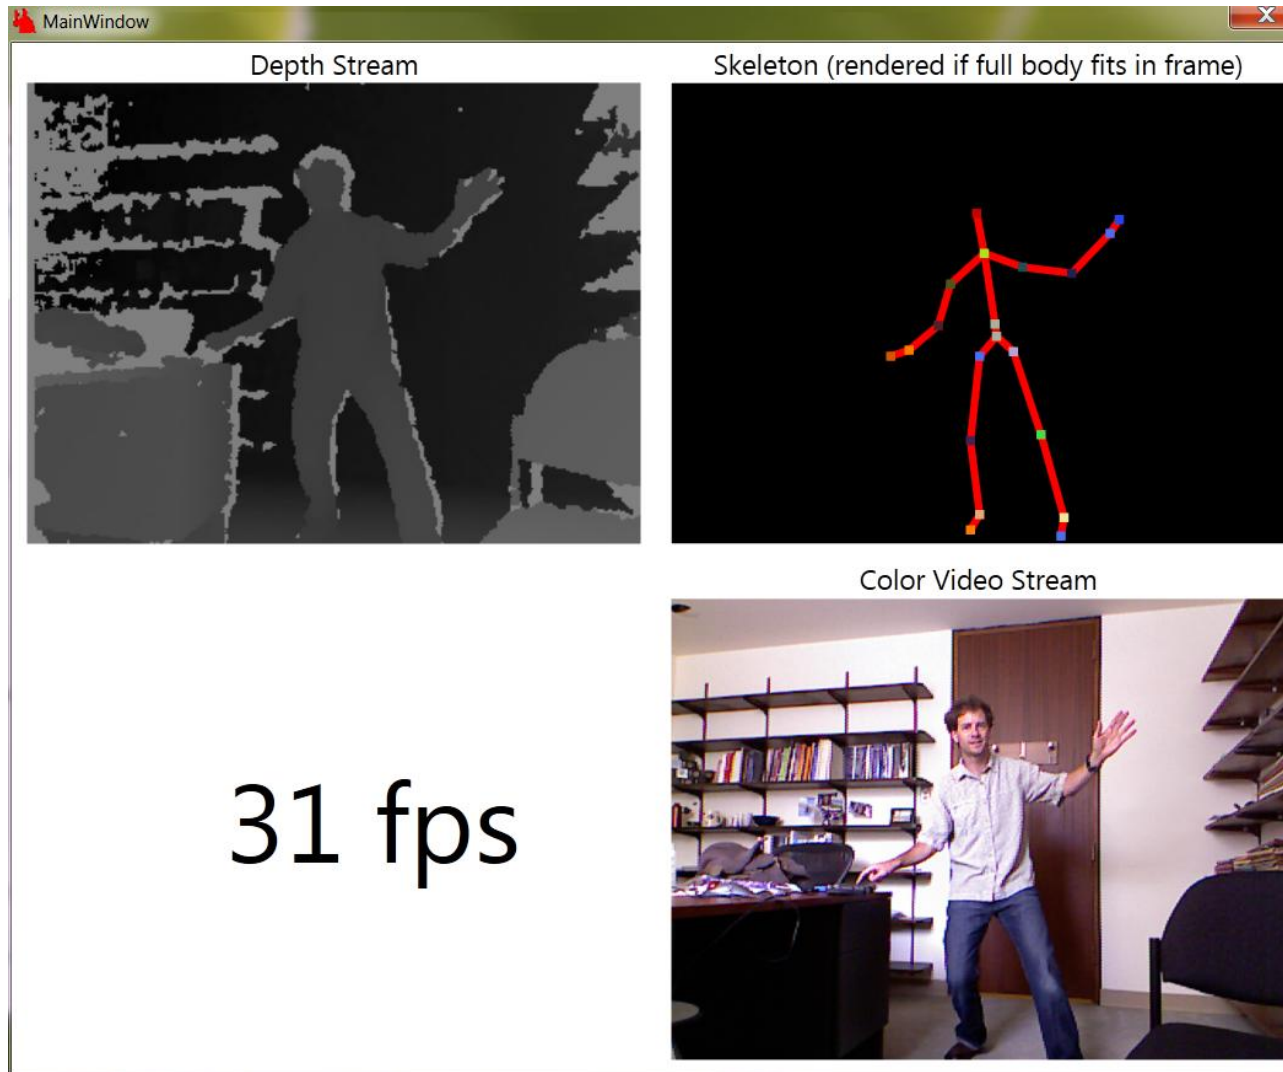 MainWindow
Depth Stream
Skeleton (rendered if full body fits in frame)
31 fps
Color Video Stream